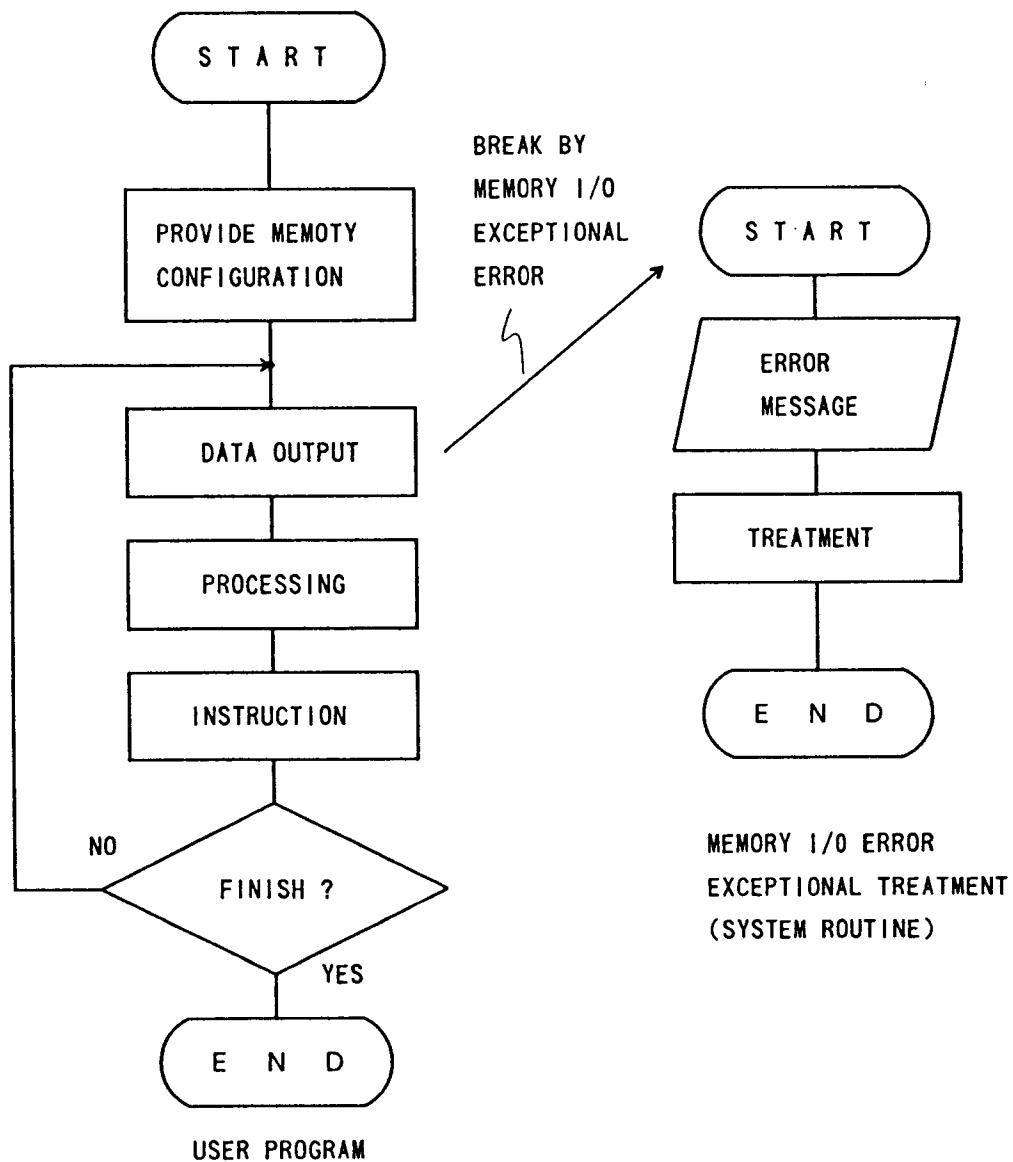 START
PROVIDE MEMOTY
CONFIGURATION
DATA OUTPUT
PROCESSING
INSTRUCTION
NO
FINISH ?
YES
END
USER PROGRAM
BREAK BY
MEMORY I/O
EXCEPTIONAL
ERROR
START
ERROR
MESSAGE
TREATMENT
END
MEMORY I/O ERROR
EXCEPTIONAL TREATMENT
(SYSTEM ROUTINE)